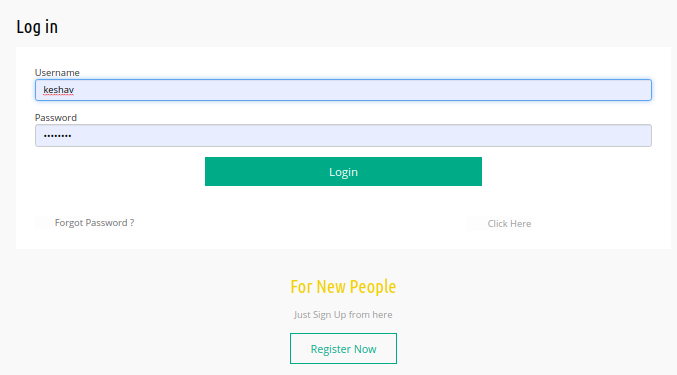 Log in
Username
keshav
Password
••••••••
Login
Forgot Password ? Click Here
For New People
Just Sign Up from here
Register Now